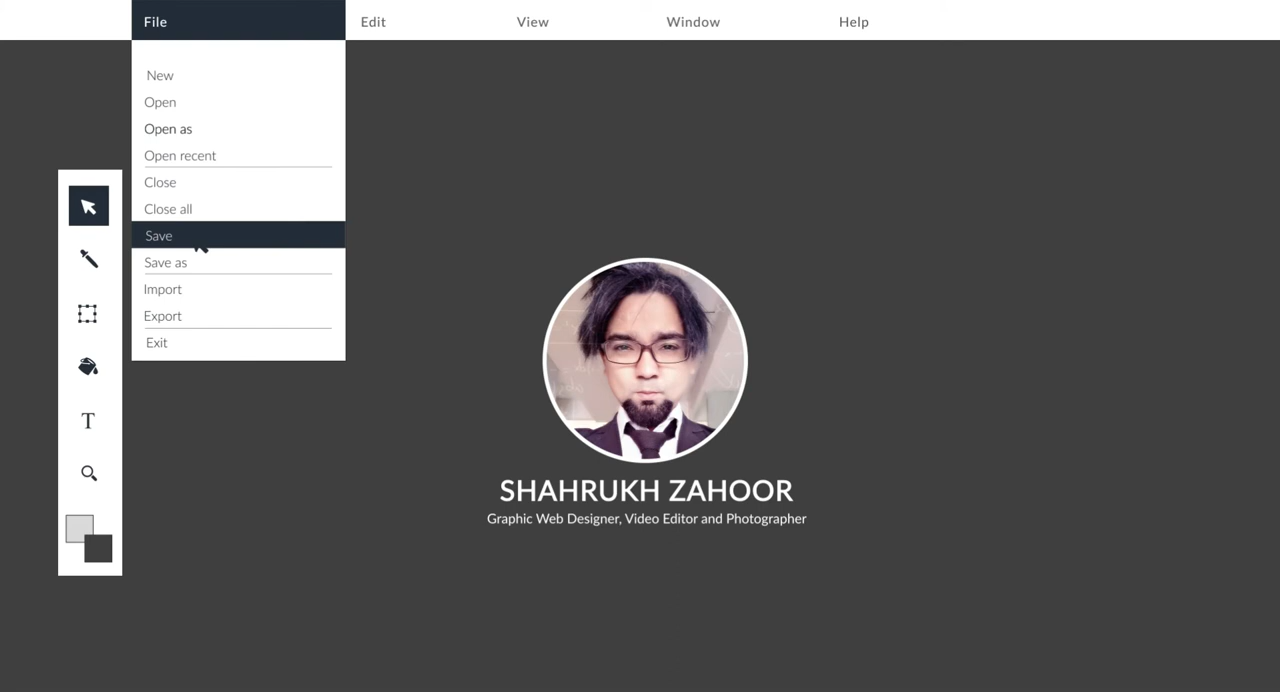 File
Edit
View
Window
Help
New
Open
Open as
Open recent
Close
Close all
Save
Save as
Import
Export
Exit
T
SHAHRUKH ZAHOOR
Graphic Web Designer, Video Editor and Photographer